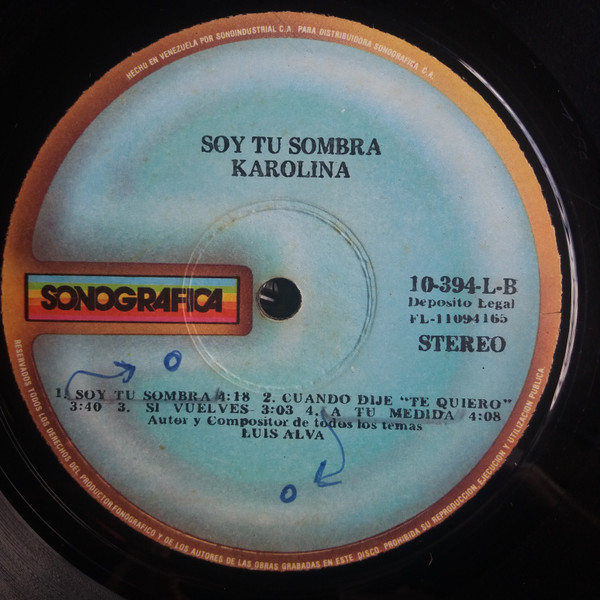 HECHO EN VENEZUELA POR SONOINDUSTRIAL C.A. PARA DISTRIBUIDORA SONOGRAFICA C.A.
SOY TU SOMBRA
KAROLINA
SONOGRAFICA
10-394-L-B
Deposito Legal
FL-11094165
STEREO
1. SOY TU SOMBRA 4:18 2. CUANDO DIJE "TE QUIERO"
3:40 3. SI VUELVES 3:03 4. A TU MEDIDA 4:08
Autor y Compositor de todos los temas
LUIS ALVA
RESERVADOS TODOS LOS DERECHOS DEL PRODUCTOR FONOGRAFICO Y DE LOS AUTORES DE LAS OBRAS GRABADAS EN ESTE DISCO. PROHIBIDA SU REPRODUCCION, EJECUCION Y UTILIZACION PUBLICA.